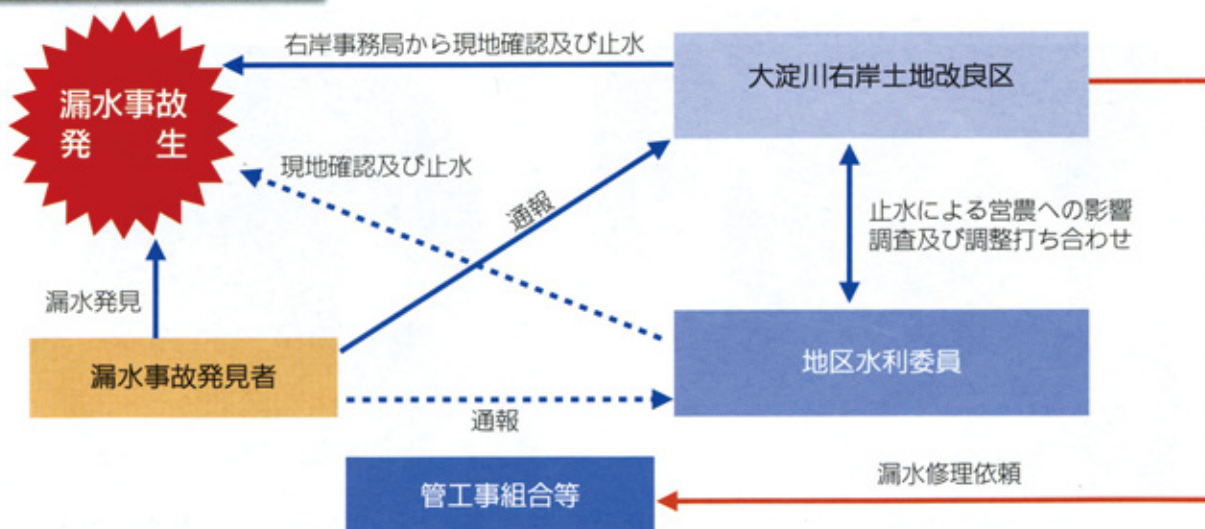 右岸事務局から現地確認及び止水
大淀川右岸土地改良区
漏水事故
発　生
現地確認及び止水
通報
止水による営農への影響
調査及び調整打ち合わせ
漏水発見
漏水事故発見者
地区水利委員
通報
管工事組合等
漏水修理依頼